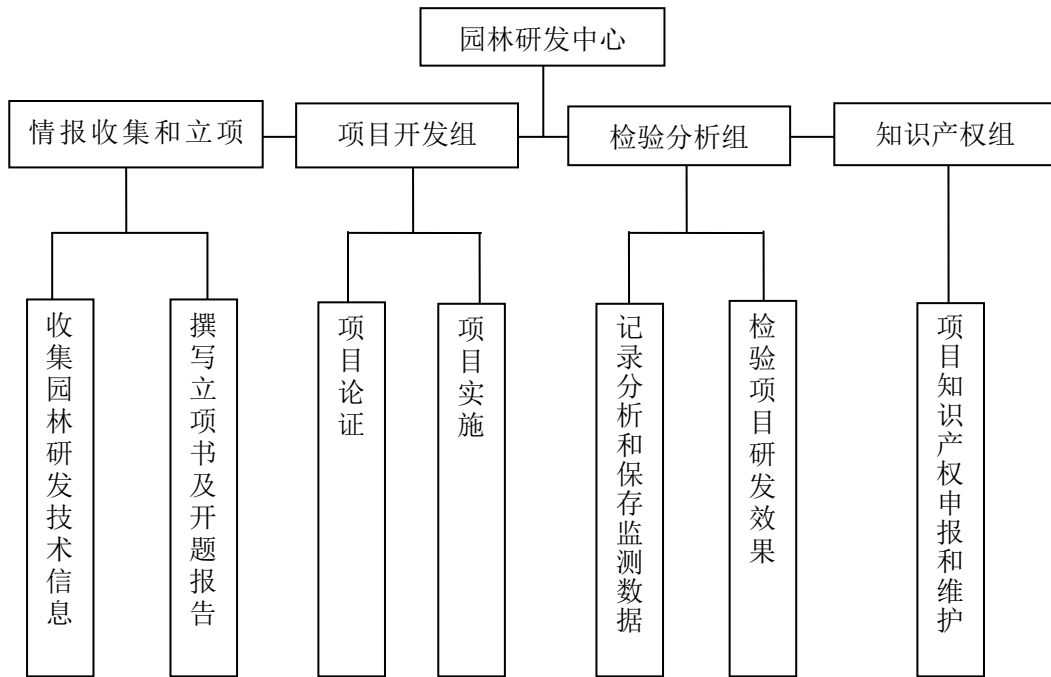 园林研发中心
情报收集和立项
项目开发组
检验分析组
知识产权组
收集园林研发技术信息
撰写立项书及开题报告
项目论证
项目实施
记录分析和保存监测数据
检验项目研发效果
项目知识产权申报和维护